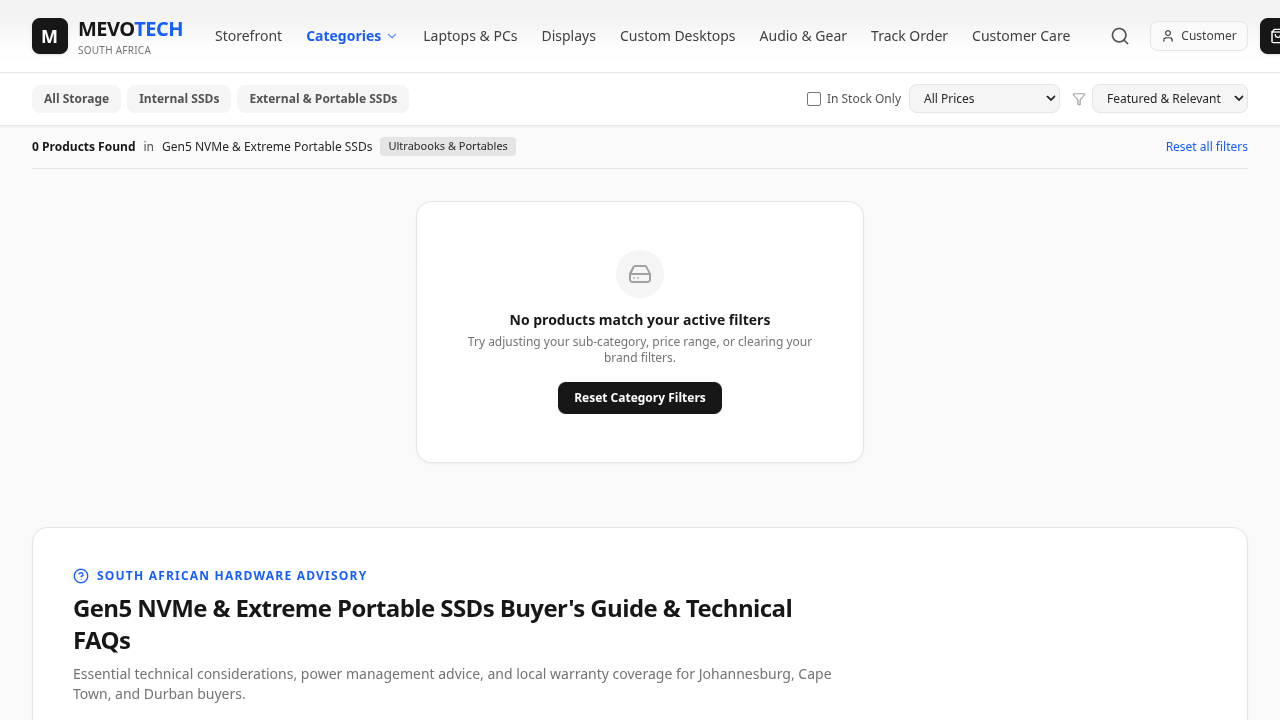 M
MEVOTECH
SOUTH AFRICA
Storefront
Categories
Laptops & PCs
Displays
Custom Desktops
Audio & Gear
Track Order
Customer Care
Customer
All Storage
Internal SSDs
External & Portable SSDs
In Stock Only
All Prices
Featured & Relevant
0 Products Found in Gen5 NVMe & Extreme Portable SSDs Ultrabooks & Portables
Reset all filters
No products match your active filters
Try adjusting your sub-category, price range, or clearing your
brand filters.
Reset Category Filters
SOUTH AFRICAN HARDWARE ADVISORY
Gen5 NVMe & Extreme Portable SSDs Buyer's Guide & Technical
FAQs
Essential technical considerations, power management advice, and local warranty coverage for Johannesburg, Cape
Town, and Durban buyers.